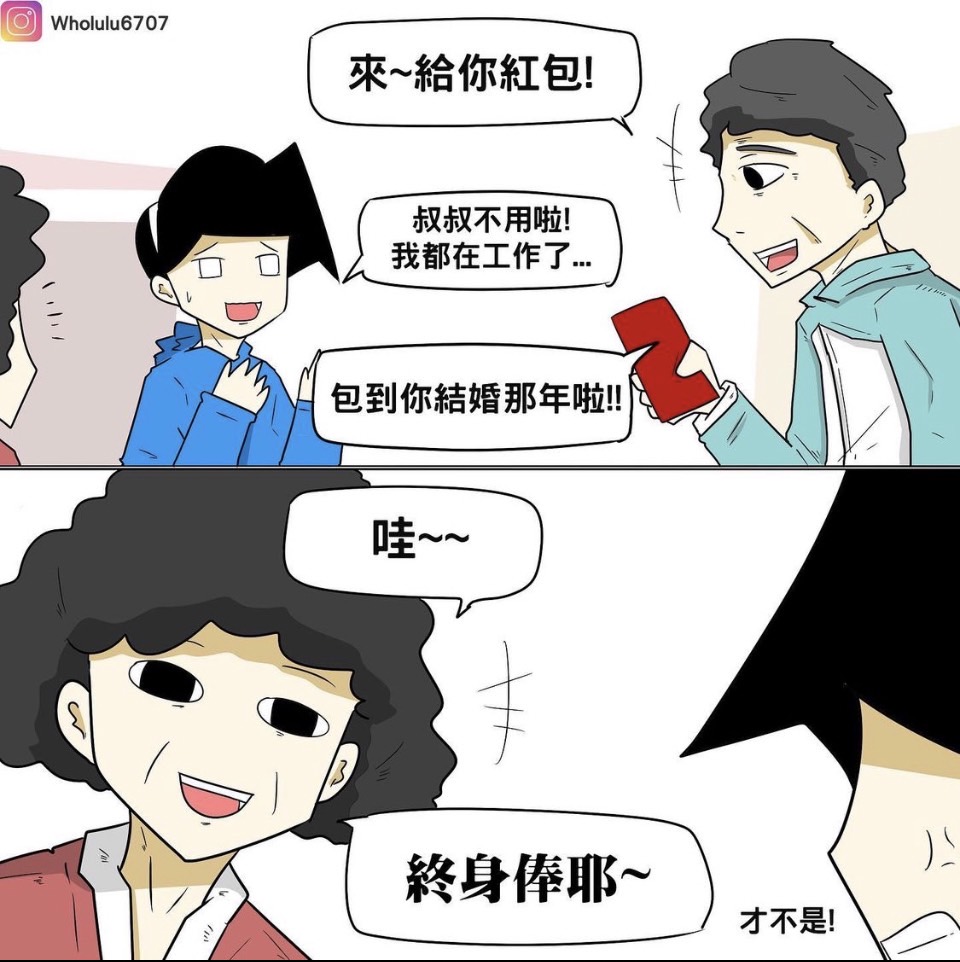 Wholulu6707
來~給你紅包!
叔叔不用啦!
我都在工作了...
包到你結婚那年啦!!
哇~~
終身俸耶~
才不是!